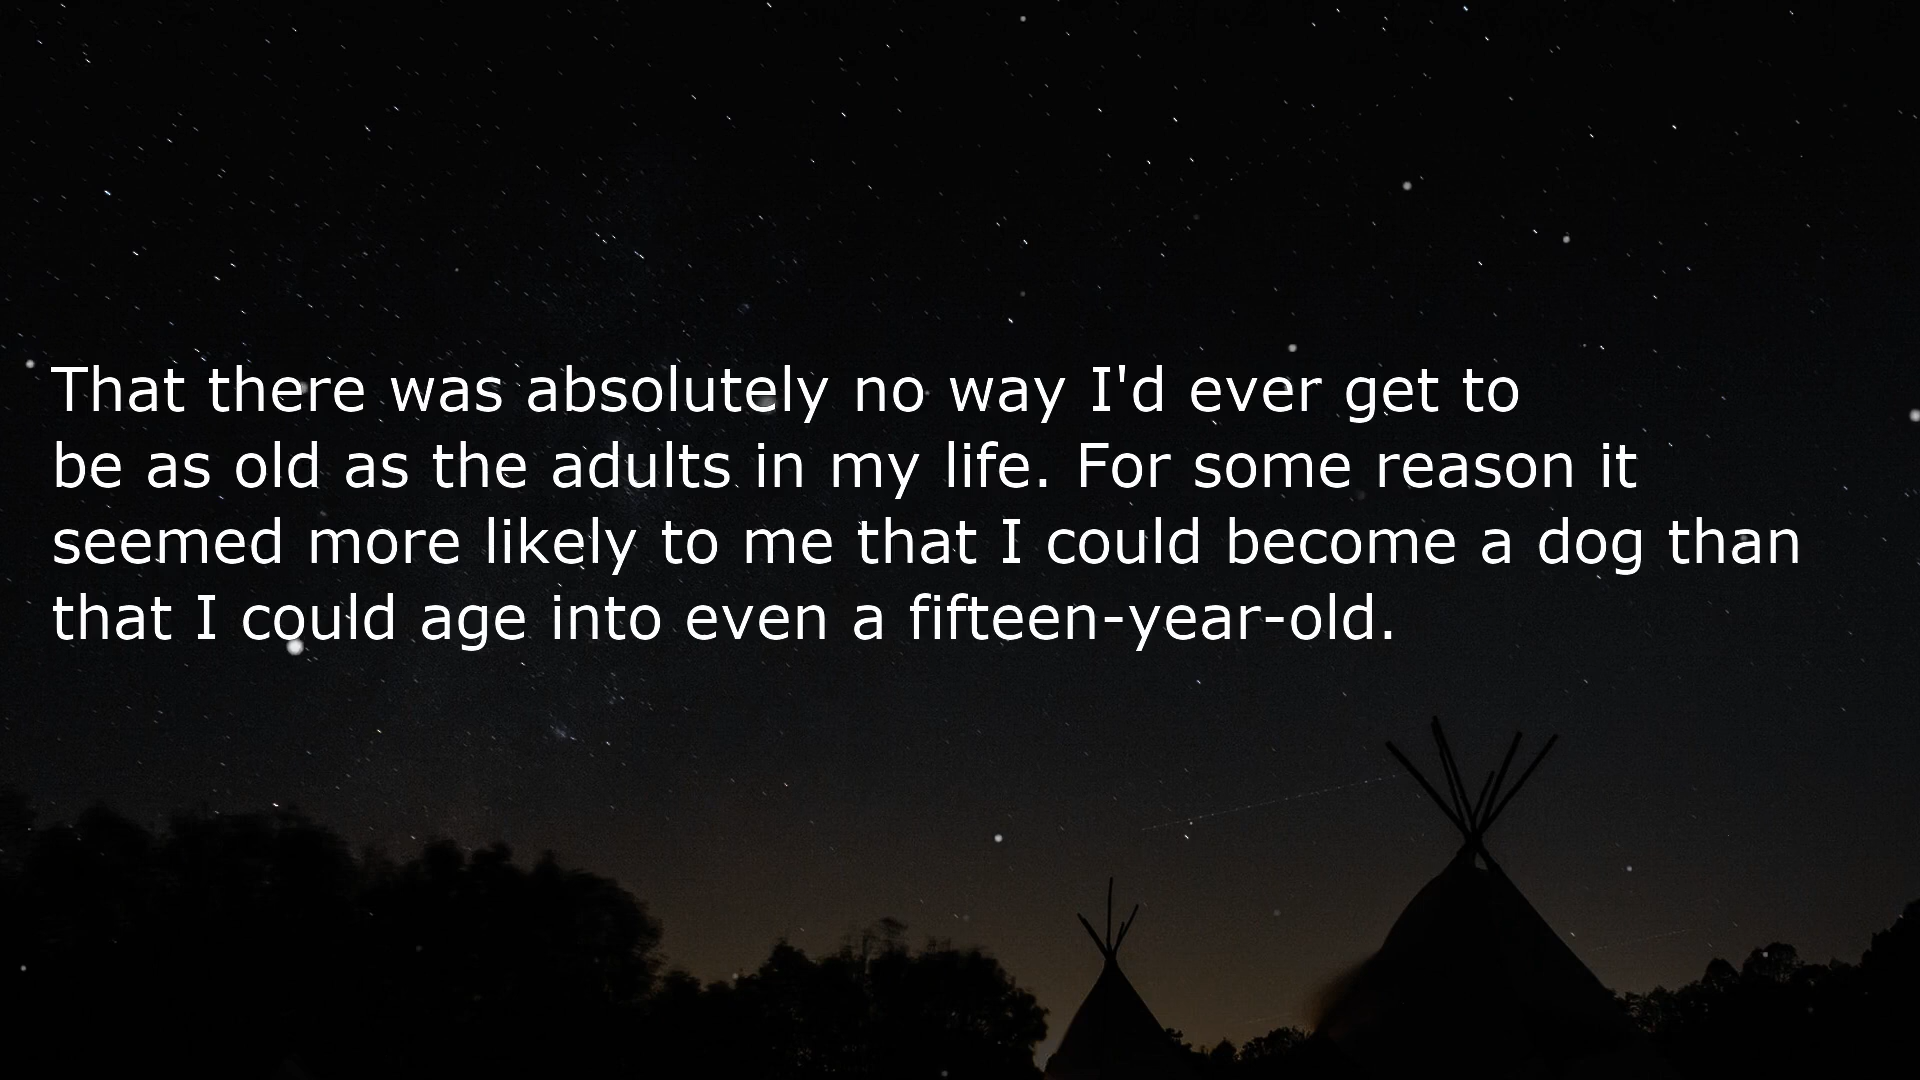 That there was absolutely no way I'd ever get to
be as old as the adults in my life. For some reason it
seemed more likely to me that I could become a dog than
that I could age into even a fifteen-year-old.